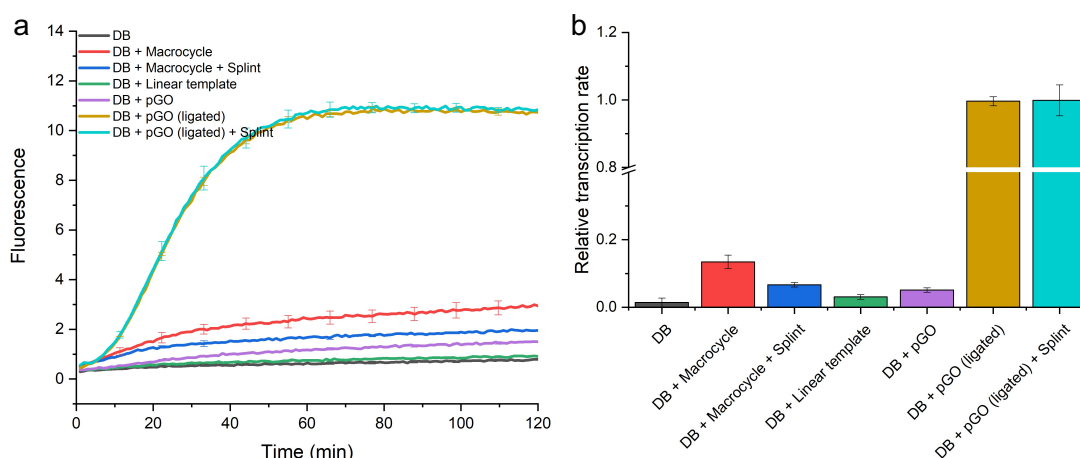 a
14
12
10
8
6
4
2
0
Fluorescence
DB
DB + Macrocycle
DB + Macrocycle + Splint
DB + Linear template
DB + pGO
DB + pGO (ligated)
DB + pGO (ligated) + Splint
0 20 40 60 80 100 120
Time (min)
b
1.2
1.0
0.8
0.2
0.0
Relative transcription rate
DB
DB + Macrocycle
DB + Macrocycle + Splint
DB + Linear template
DB + pGO
DB + pGO (ligated)
DB + pGO (ligated) + Splint